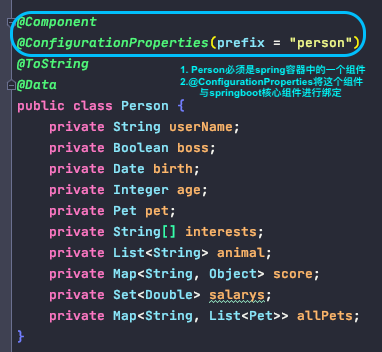 @Component
@ConfigurationProperties(prefix = "person")
@ToString
1. Person必须是spring容器中的一个组件
@Data
2.@ConfigurationProperties将这个组件
与springboot核心组件进行绑定
public class Person {
private String userName;
private Boolean boss;
private Date birth;
private Integer age;
private Pet pet;
private String[] interests;
private List<String> animal;
private Map<String, Object> score;
private Set<Double> salarys;
private Map<String, List<Pet>> allPets;
}